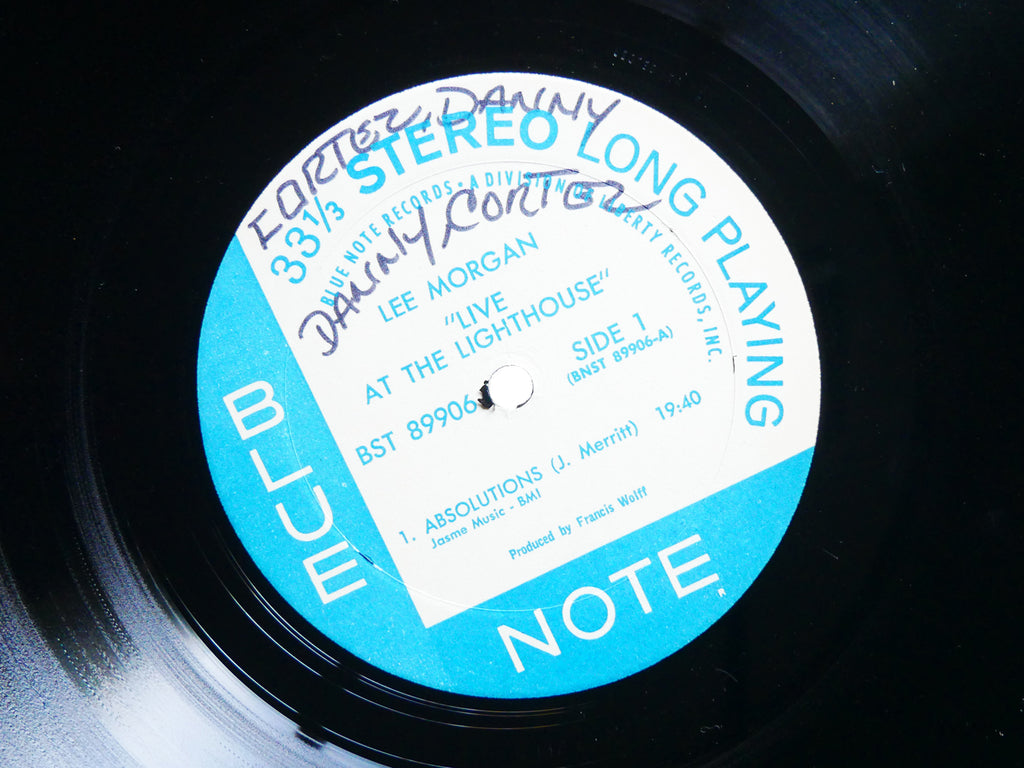 CORTEZ, DANNY
33 1/3 STEREO LONG PLAYING
BLUE NOTE RECORDS • A DIVISION OF LIBERTY RECORDS, INC.
DANNY CORTEZ
LEE MORGAN
"LIVE
AT THE LIGHTHOUSE"
SIDE 1
(BNST 89906-A)
BST 89906
1. ABSOLUTIONS (J. Merritt) 19:40
Jasme Music - BMI
Produced by Francis Wolff
BLUE
NOTE